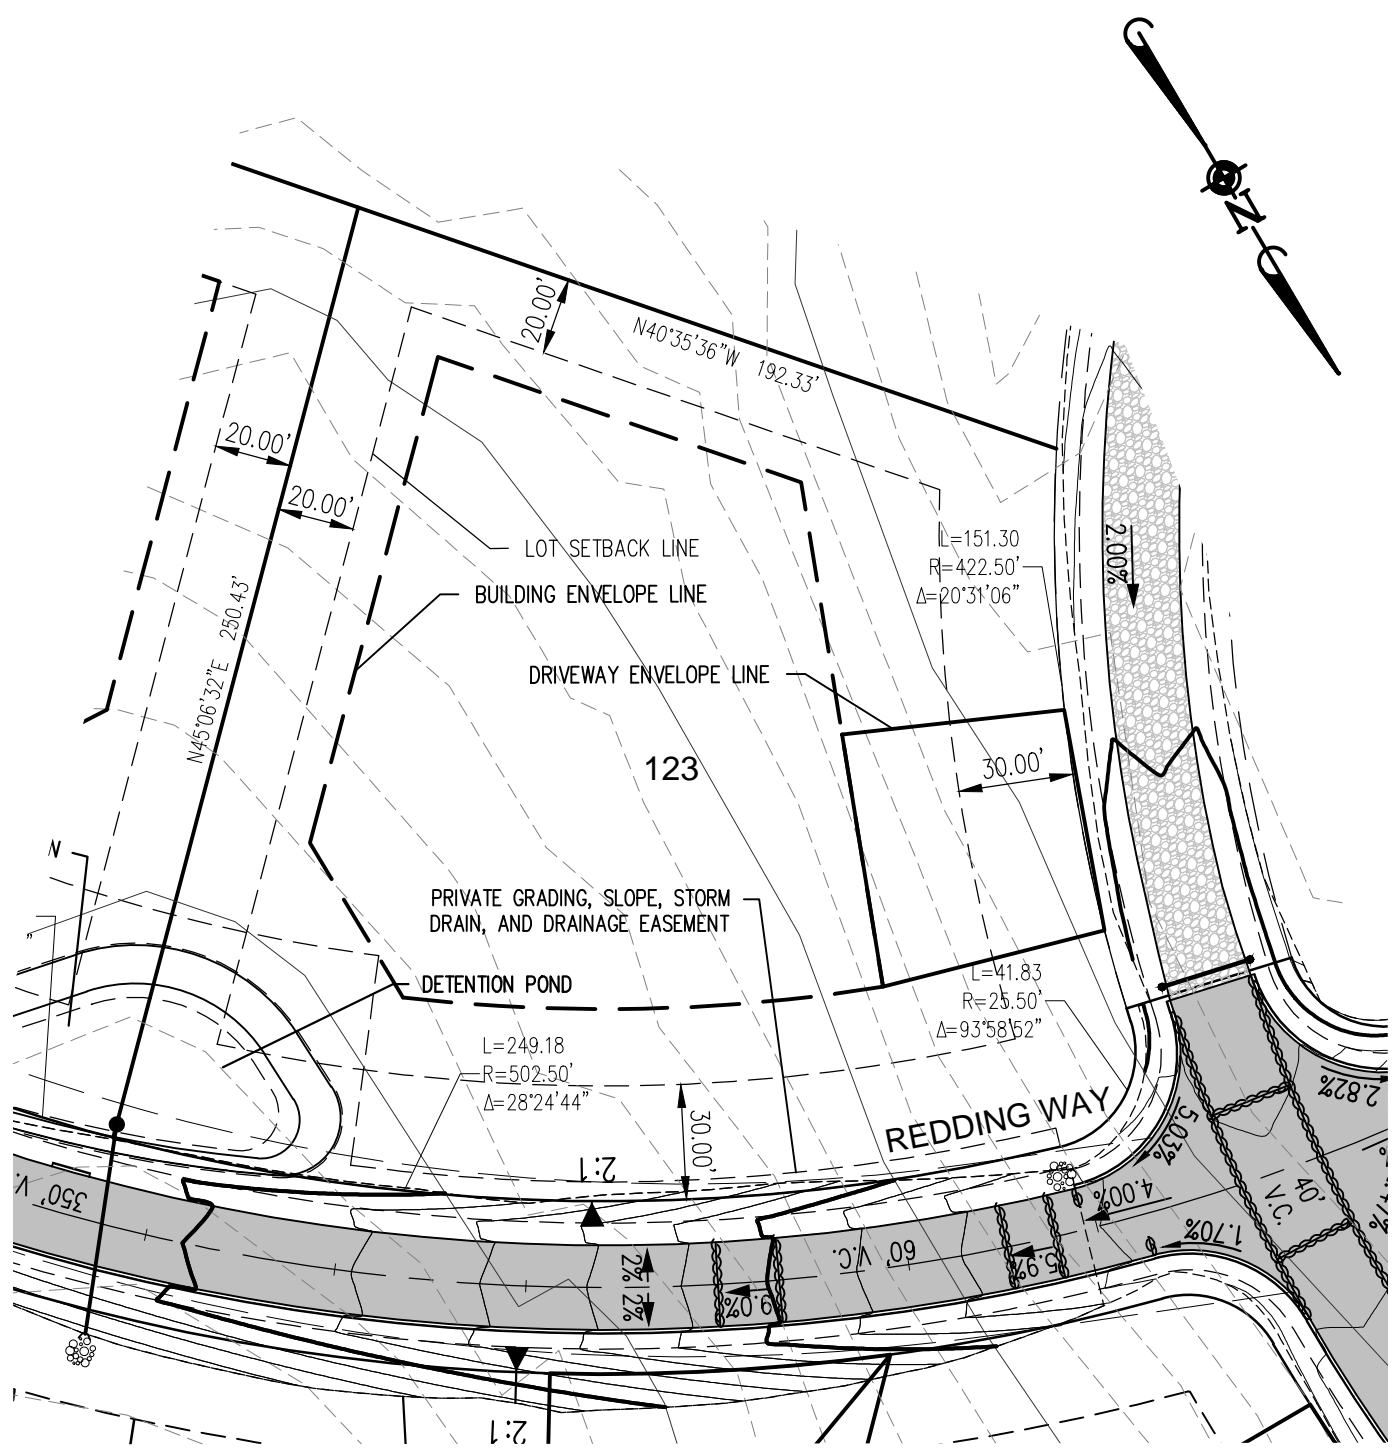 N
20.00'
N40°35'36"W 192.33'
20.00'
20.00'
L=151.30
R=422.50'
Δ=20°31'06"
2.00%
LOT SETBACK LINE
BUILDING ENVELOPE LINE
N45°06'32"E 250.43'
DRIVEWAY ENVELOPE LINE
123
30.00'
N
"
PRIVATE GRADING, SLOPE, STORM
DRAIN, AND DRAINAGE EASEMENT
DETENTION POND
L=41.83
R=25.50'
Δ=93°58'52"
L=249.18
R=502.50'
Δ=28°24'44"
30.00'
REDDING WAY
2.82%
5.03%
2:1
350' V.
4.00%
40'
V.C.
1.70%
60' V.C.
5.9%
2% 2%
9.0%
2:1